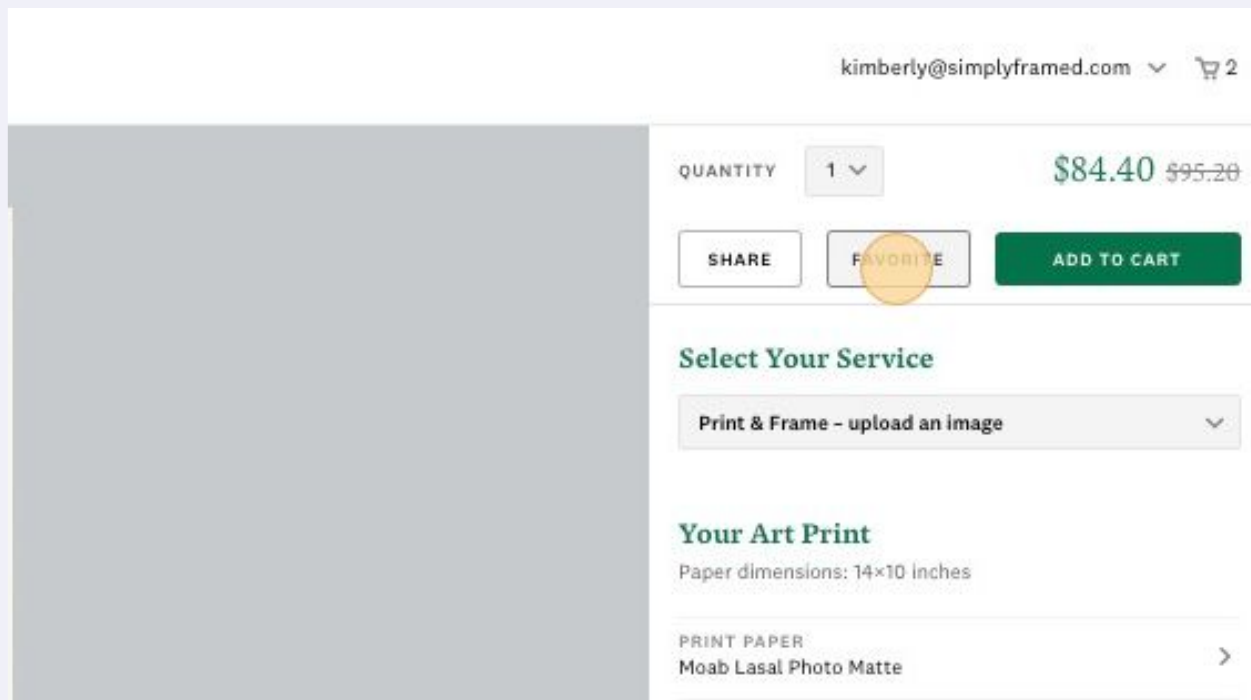 kimberly@simplyframed.com 2
QUANTITY 1 $84.40 $95.20
SHARE FAVORITE ADD TO CART
Select Your Service
Print & Frame – upload an image
Your Art Print
Paper dimensions: 14×10 inches
PRINT PAPER
Moab Lasal Photo Matte